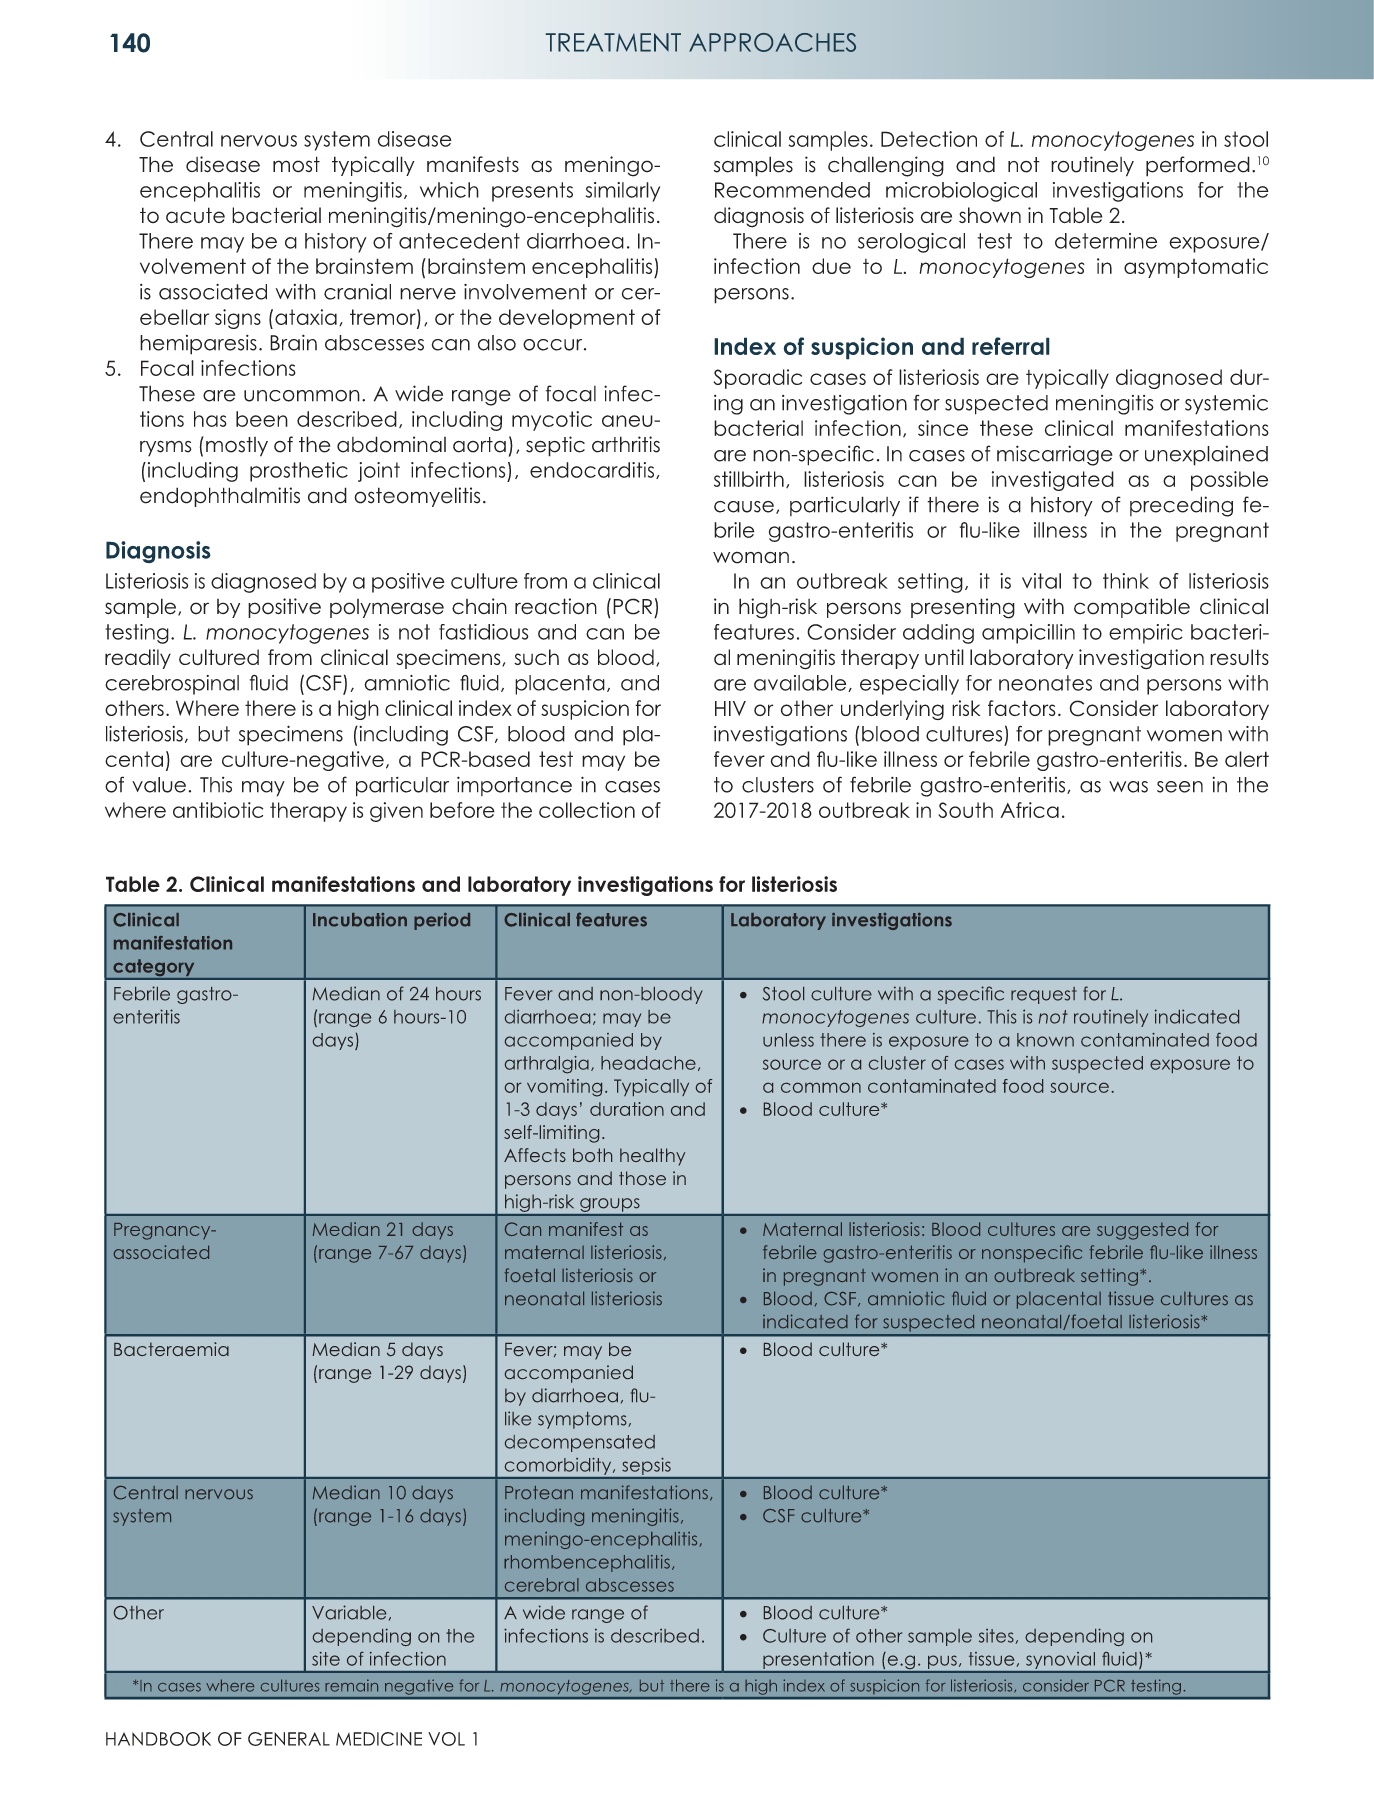 140
TREATMENT APPROACHES
4. Central nervous system disease
The disease most typically manifests as meningo-
encephalitis or meningitis, which presents similarly
to acute bacterial meningitis/meningo-encephalitis.
There may be a history of antecedent diarrhoea. In-
volvement of the brainstem (brainstem encephalitis)
is associated with cranial nerve involvement or cer-
ebellar signs (ataxia, tremor), or the development of
hemiparesis. Brain abscesses can also occur.
5. Focal infections
These are uncommon. A wide range of focal infec-
tions has been described, including mycotic aneu-
rysms (mostly of the abdominal aorta), septic arthritis
(including prosthetic joint infections), endocarditis,
endophthalmitis and osteomyelitis.
Diagnosis
Listeriosis is diagnosed by a positive culture from a clinical
sample, or by positive polymerase chain reaction (PCR)
testing. L. monocytogenes is not fastidious and can be
readily cultured from clinical specimens, such as blood,
cerebrospinal fluid (CSF), amniotic fluid, placenta, and
others. Where there is a high clinical index of suspicion for
listeriosis, but specimens (including CSF, blood and pla-
centa) are culture-negative, a PCR-based test may be
of value. This may be of particular importance in cases
where antibiotic therapy is given before the collection of
clinical samples. Detection of L. monocytogenes in stool
samples is challenging and not routinely performed.10
Recommended microbiological investigations for the
diagnosis of listeriosis are shown in Table 2.
There is no serological test to determine exposure/
infection due to L. monocytogenes in asymptomatic
persons.
Index of suspicion and referral
Sporadic cases of listeriosis are typically diagnosed dur-
ing an investigation for suspected meningitis or systemic
bacterial infection, since these clinical manifestations
are non-specific. In cases of miscarriage or unexplained
stillbirth, listeriosis can be investigated as a possible
cause, particularly if there is a history of preceding fe-
brile gastro-enteritis or flu-like illness in the pregnant
woman.
In an outbreak setting, it is vital to think of listeriosis
in high-risk persons presenting with compatible clinical
features. Consider adding ampicillin to empiric bacteri-
al meningitis therapy until laboratory investigation results
are available, especially for neonates and persons with
HIV or other underlying risk factors. Consider laboratory
investigations (blood cultures) for pregnant women with
fever and flu-like illness or febrile gastro-enteritis. Be alert
to clusters of febrile gastro-enteritis, as was seen in the
2017-2018 outbreak in South Africa.
Table 2. Clinical manifestations and laboratory investigations for listeriosis
Clinical
manifestation
category
Incubation period
Clinical features
Laboratory investigations
Febrile gastro-
enteritis
Median of 24 hours
(range 6 hours-10
days)
Fever and non-bloody
diarrhoea; may be
accompanied by
arthralgia, headache,
or vomiting. Typically of
1-3 days’ duration and
self-limiting.
Affects both healthy
persons and those in
high-risk groups
• Stool culture with a specific request for L.
monocytogenes culture. This is not routinely indicated
unless there is exposure to a known contaminated food
source or a cluster of cases with suspected exposure to
a common contaminated food source.
• Blood culture*
Pregnancy-
associated
Median 21 days
(range 7-67 days)
Can manifest as
maternal listeriosis,
foetal listeriosis or
neonatal listeriosis
• Maternal listeriosis: Blood cultures are suggested for
febrile gastro-enteritis or nonspecific febrile flu-like illness
in pregnant women in an outbreak setting*.
• Blood, CSF, amniotic fluid or placental tissue cultures as
indicated for suspected neonatal/foetal listeriosis*
Bacteraemia
Median 5 days
(range 1-29 days)
Fever; may be
accompanied
by diarrhoea, flu-
like symptoms,
decompensated
comorbidity, sepsis
• Blood culture*
Central nervous
system
Median 10 days
(range 1-16 days)
Protean manifestations,
including meningitis,
meningo-encephalitis,
rhombencephalitis,
cerebral abscesses
• Blood culture*
• CSF culture*
Other
Variable,
depending on the
site of infection
A wide range of
infections is described.
• Blood culture*
• Culture of other sample sites, depending on
presentation (e.g. pus, tissue, synovial fluid)*
*In cases where cultures remain negative for L. monocytogenes, but there is a high index of suspicion for listeriosis, consider PCR testing.
HANDBOOK OF GENERAL MEDICINE VOL 1